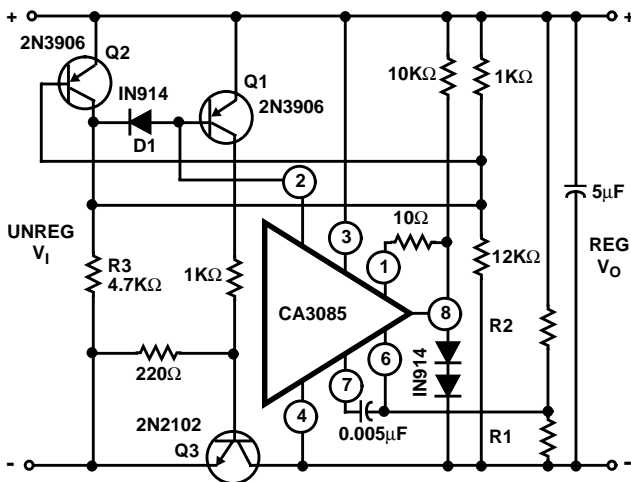 +
+
2N3906
Q2
Q1
10KΩ
1KΩ
IN914
2N3906
D1
2
UNREG
VI
3
10Ω
5µF
1
12KΩ
REG
VO
R3
4.7KΩ
1KΩ
CA3085
8
R2
6
IN914
220Ω
7
4
0.005µF
2N2102
R1
Q3
-
-